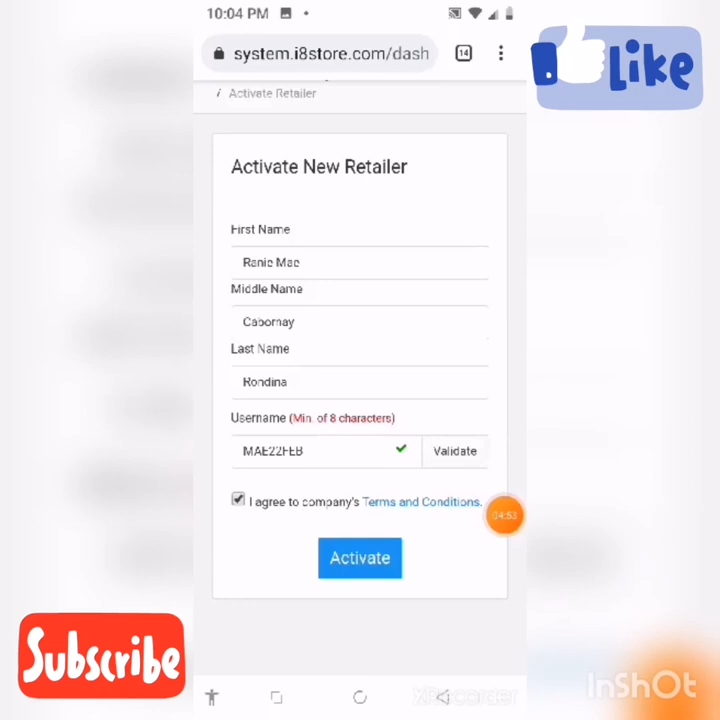 10:04 PM
system.i8store.com/dash
14
Like
/ Activate Retailer
Activate New Retailer
First Name
Ranie Mae
Middle Name
Cabornay
Last Name
Rondina
Username (Min. of 8 characters)
MAE22FEB
Validate
I agree to company's Terms and Conditions.
04:53
Activate
Subscribe
XRecorder
InShOt